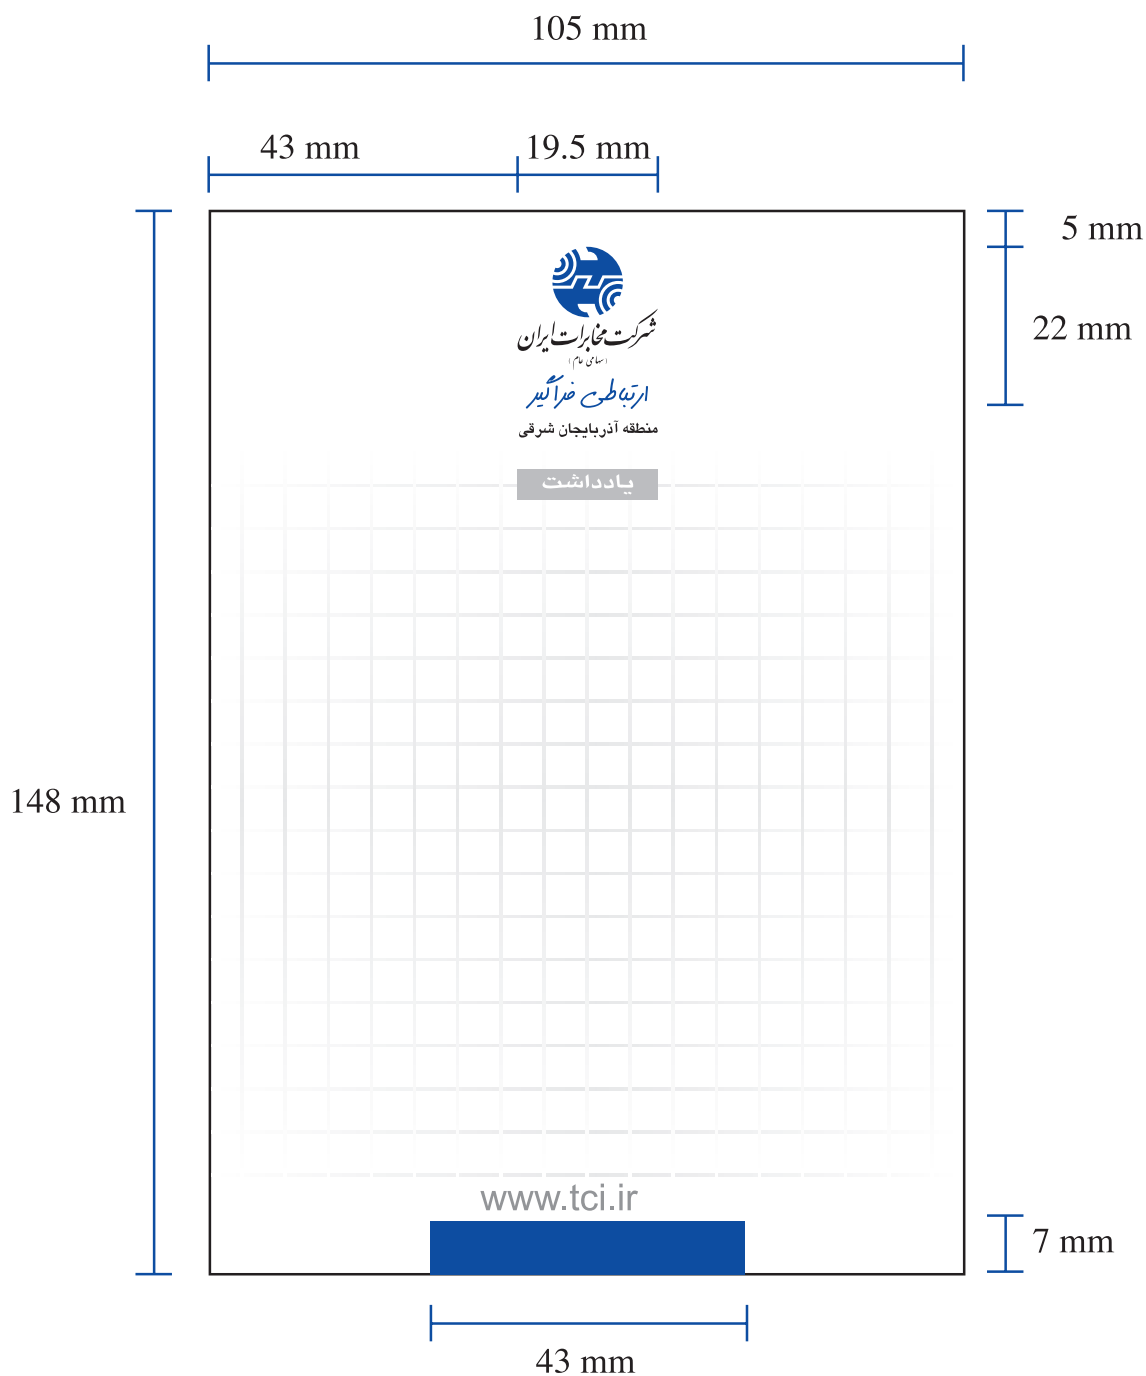 105 mm
43 mm
19.5 mm
5 mm
22 mm
شرکت مخابرات ایران
(سهامی عام)
ارتباطی فراگیر
منطقه آذربایجان شرقی
یادداشت
148 mm
www.tci.ir
7 mm
43 mm